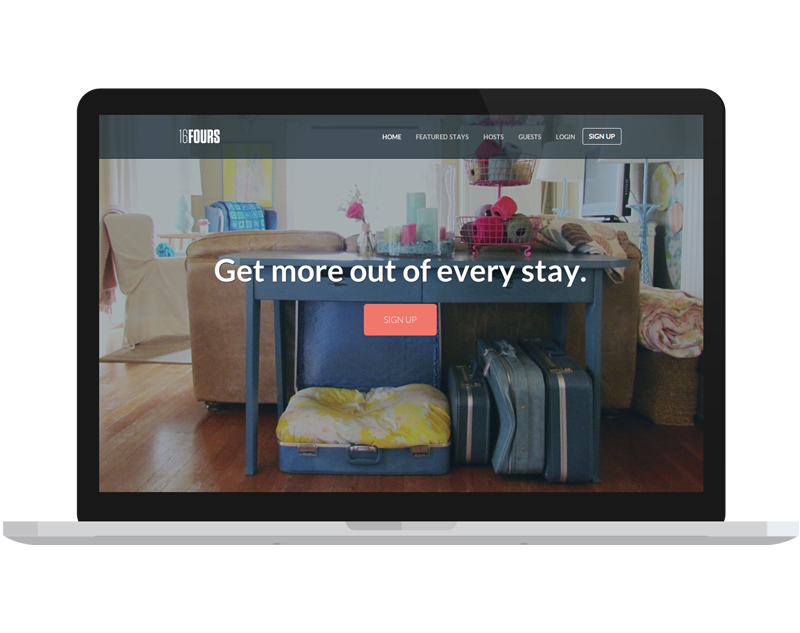 16FOURS
HOME FEATURED STAYS HOSTS GUESTS LOGIN SIGN UP
Get more out of every stay.
SIGN UP